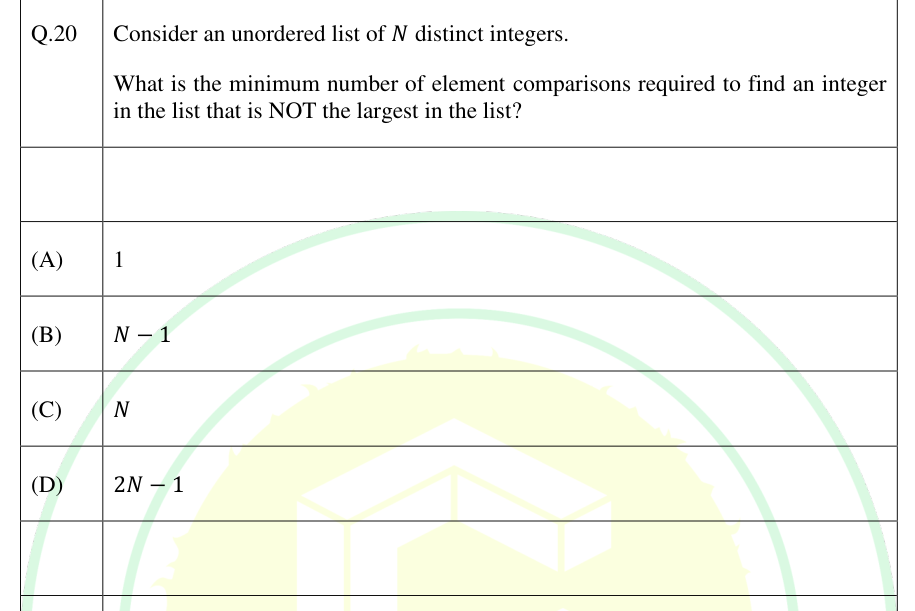 Q.20 Consider an unordered list of N distinct integers.
What is the minimum number of element comparisons required to find an integer
in the list that is NOT the largest in the list?
(A) 1
(B) N − 1
(C) N
(D) 2N − 1